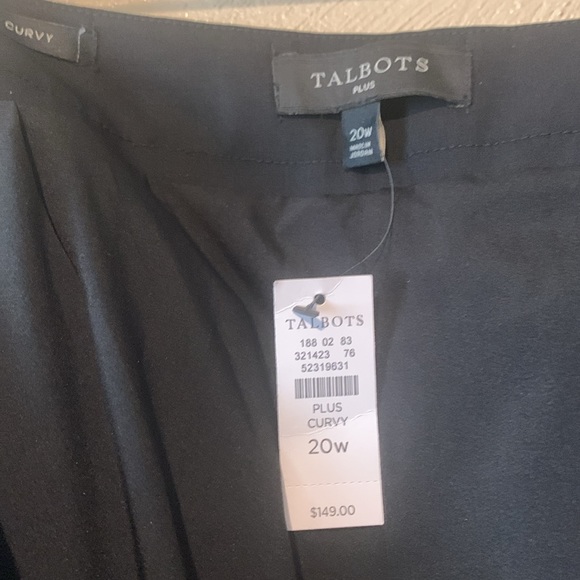 CURVY
TALBOTS
PLUS
20W
MADE IN
JORDAN
TALBOTS
188 02 83
321423 76
52319631
PLUS
CURVY
20W
$149.00